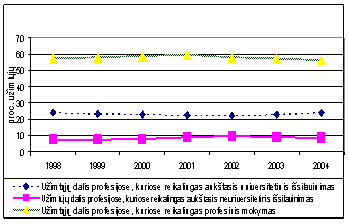 70
60
50
40
30
20
10
0
proc. užimtųjų
1998 1999 2000 2001 2002 2003 2004
Užimtųjų dalis profesijose, kuriose reikalingas aukštasis universitetinis išsilavinimas
Užimtųjų dalis profesijose, kuriose reikalingas aukštasis neuniversitetinis išsilavinimas
Užimtųjų dalis profesijose, kuriose reikalingas profesinis mokymas